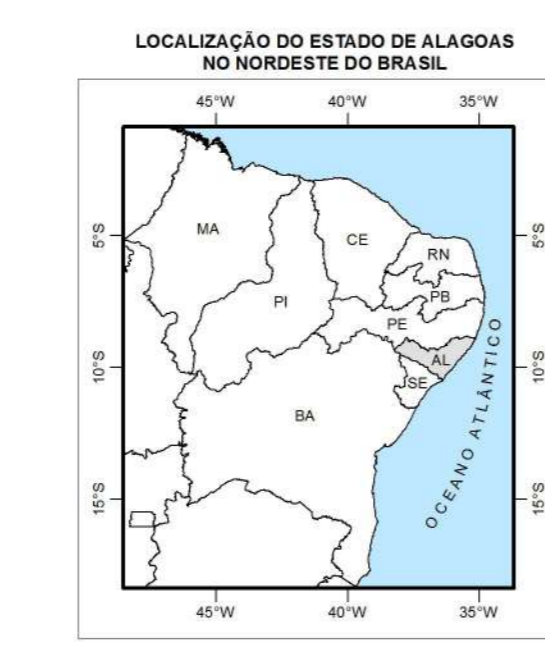 LOCALIZAÇÃO DO ESTADO DE ALAGOAS
NO NORDESTE DO BRASIL
45°W 40°W 35°W
5°S 5°S
MA
CE
RN
PI
PB
PE
AL
10°S 10°S
SE
BA
OCEANO ATLÂNTICO
15°S 15°S
45°W 40°W 35°W